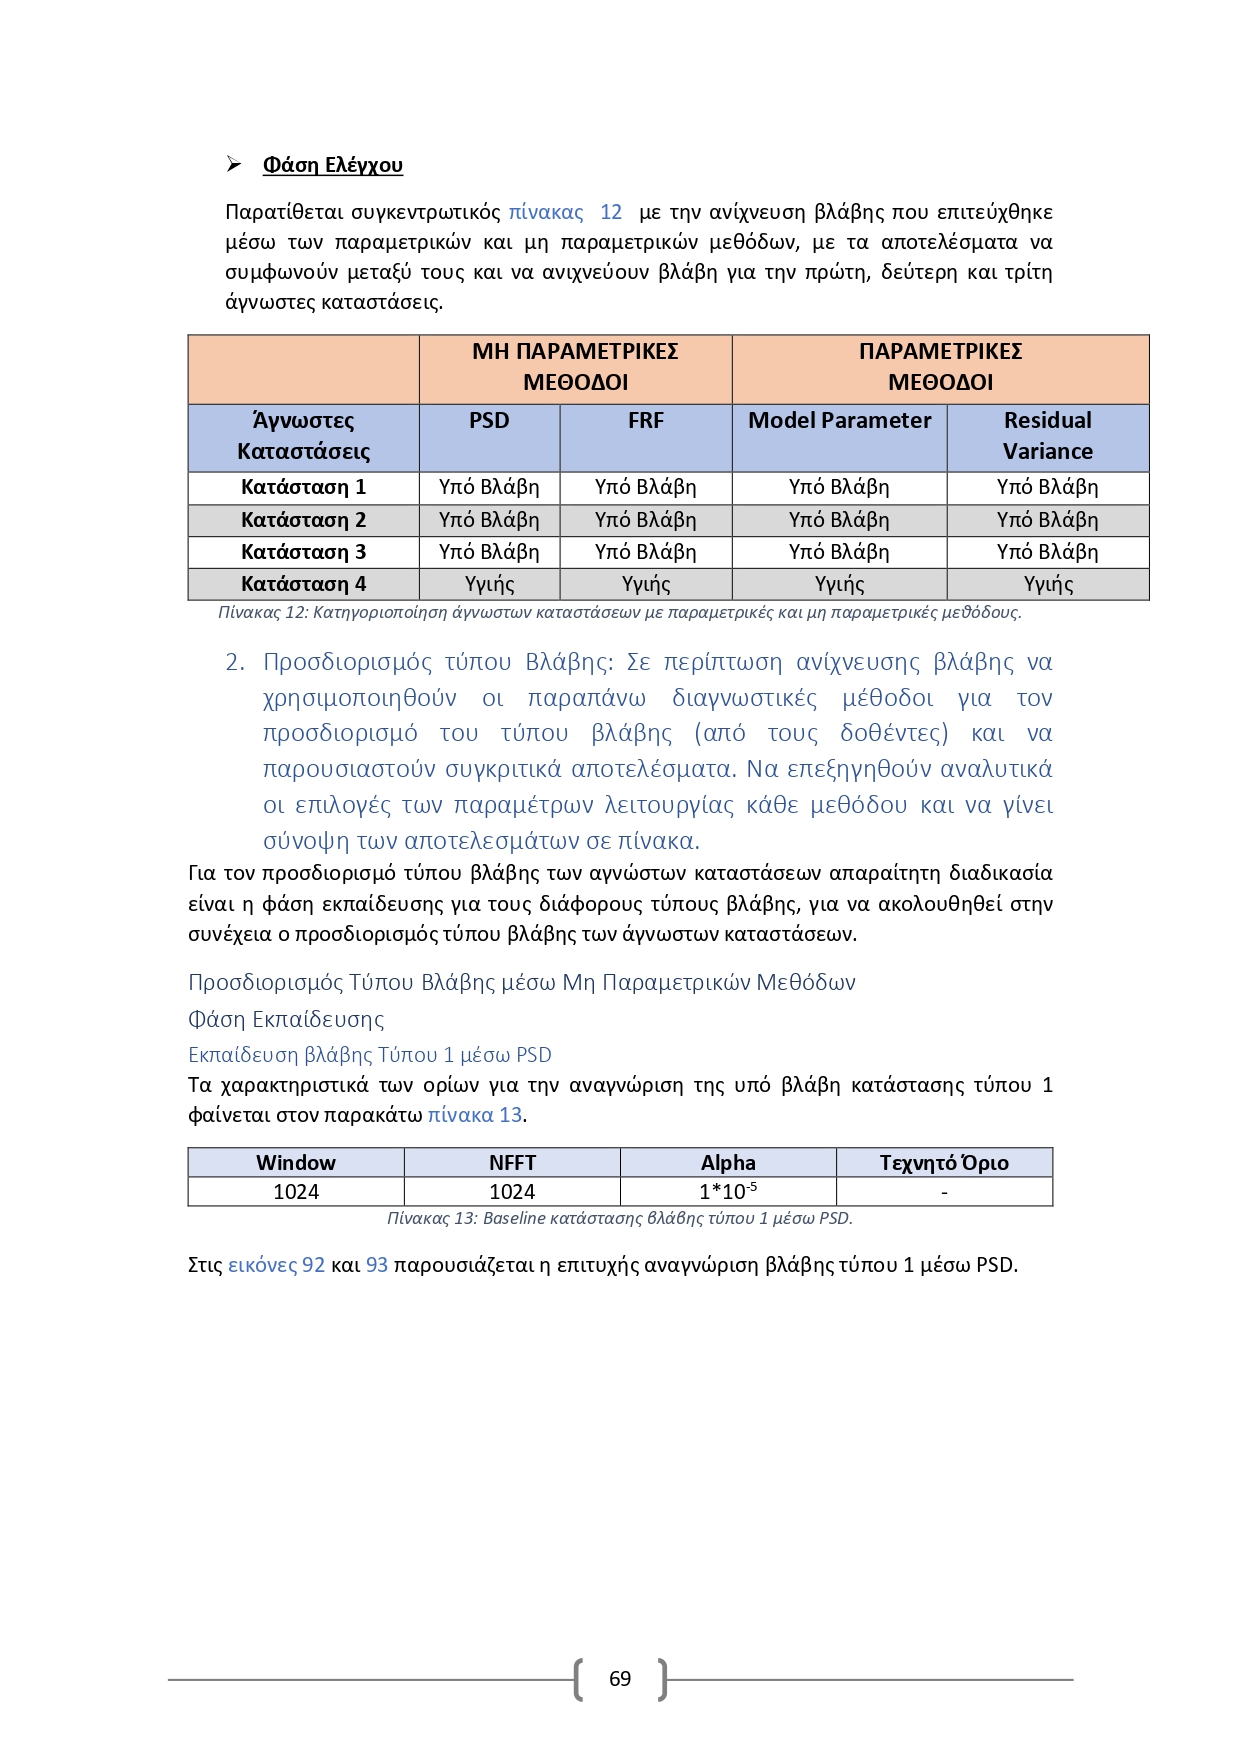 ➢ Φάση Ελέγχου
Παρατίθεται συγκεντρωτικός πίνακας 12 με την ανίχνευση βλάβης που επιτεύχθηκε
μέσω των παραμετρικών και μη παραμετρικών μεθόδων, με τα αποτελέσματα να
συμφωνούν μεταξύ τους και να ανιχνεύουν βλάβη για την πρώτη, δεύτερη και τρίτη
άγνωστες καταστάσεις.
ΜΗ ΠΑΡΑΜΕΤΡΙΚΕΣ ΠΑΡΑΜΕΤΡΙΚΕΣ
ΜΕΘΟΔΟΙ ΜΕΘΟΔΟΙ
Άγνωστες PSD FRF Model Parameter Residual
Καταστάσεις Variance
Κατάσταση 1 Υπό Βλάβη Υπό Βλάβη Υπό Βλάβη Υπό Βλάβη
Κατάσταση 2 Υπό Βλάβη Υπό Βλάβη Υπό Βλάβη Υπό Βλάβη
Κατάσταση 3 Υπό Βλάβη Υπό Βλάβη Υπό Βλάβη Υπό Βλάβη
Κατάσταση 4 Υγιής Υγιής Υγιής Υγιής
Πίνακας 12: Κατηγοριοποίηση άγνωστων καταστάσεων με παραμετρικές και μη παραμετρικές μεθόδους.
2. Προσδιορισμός τύπου Βλάβης: Σε περίπτωση ανίχνευσης βλάβης να
χρησιμοποιηθούν οι παραπάνω διαγνωστικές μέθοδοι για τον
προσδιορισμό του τύπου βλάβης (από τους δοθέντες) και να
παρουσιαστούν συγκριτικά αποτελέσματα. Να επεξηγηθούν αναλυτικά
οι επιλογές των παραμέτρων λειτουργίας κάθε μεθόδου και να γίνει
σύνοψη των αποτελεσμάτων σε πίνακα.
Για τον προσδιορισμό τύπου βλάβης των αγνώστων καταστάσεων απαραίτητη διαδικασία
είναι η φάση εκπαίδευσης για τους διάφορους τύπους βλάβης, για να ακολουθηθεί στην
συνέχεια ο προσδιορισμός τύπου βλάβης των άγνωστων καταστάσεων.
Προσδιορισμός Τύπου Βλάβης μέσω Μη Παραμετρικών Μεθόδων
Φάση Εκπαίδευσης
Εκπαίδευση βλάβης Τύπου 1 μέσω PSD
Τα χαρακτηριστικά των ορίων για την αναγνώριση της υπό βλάβη κατάστασης τύπου 1
φαίνεται στον παρακάτω πίνακα 13.
Window NFFT Alpha Τεχνητό Όριο
1024 1024 1*10⁻⁵ -
Πίνακας 13: Baseline κατάστασης βλάβης τύπου 1 μέσω PSD.
Στις εικόνες 92 και 93 παρουσιάζεται η επιτυχής αναγνώριση βλάβης τύπου 1 μέσω PSD.
69